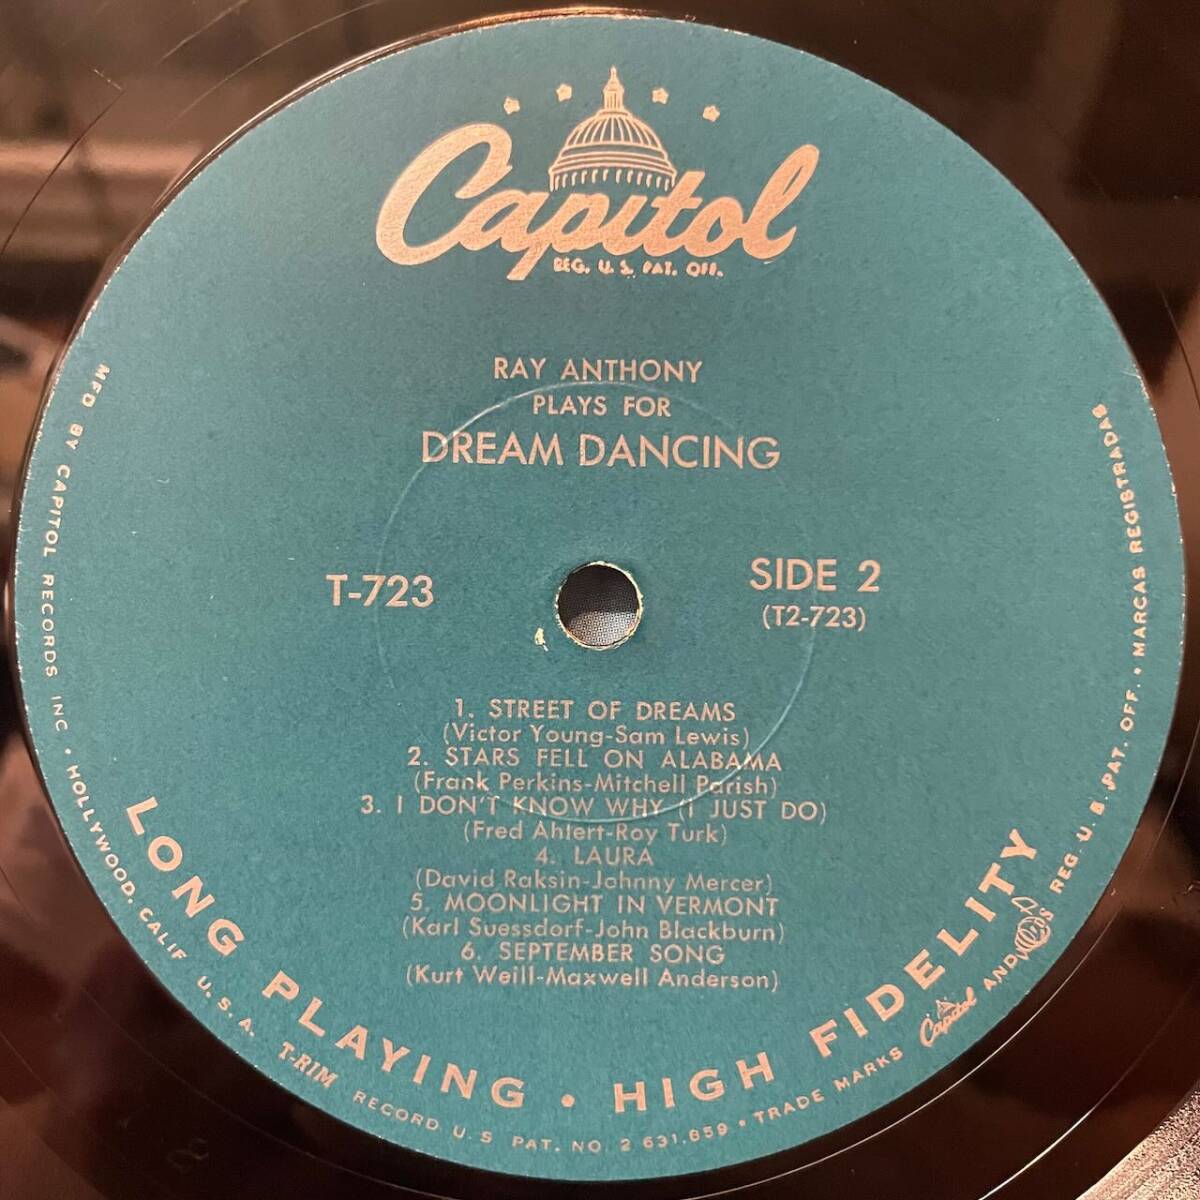 Capitol
REG. U.S. PAT. OFF.
RAY ANTHONY
PLAYS FOR
DREAM DANCING
T-723
SIDE 2
(T2-723)
1. STREET OF DREAMS
(Victor Young-Sam Lewis)
2. STARS FELL ON ALABAMA
(Frank Perkins-Mitchell Parish)
3. I DON'T KNOW WHY (I JUST DO)
(Fred Ahlert-Roy Turk)
4. LAURA
(David Raksin-Johnny Mercer)
5. MOONLIGHT IN VERMONT
(Karl Suessdorf-John Blackburn)
6. SEPTEMBER SONG
(Kurt Weill-Maxwell Anderson)
LONG PLAYING • HIGH FIDELITY
MFD BY CAPITOL RECORDS INC • HOLLYWOOD, CALIF U.S.A. T-RIM RECORD U S PAT. NO. 2 631,859 • TRADE MARKS Capitol AND REG. U. S. PAT. OFF. • MARCAS REGISTRADAS